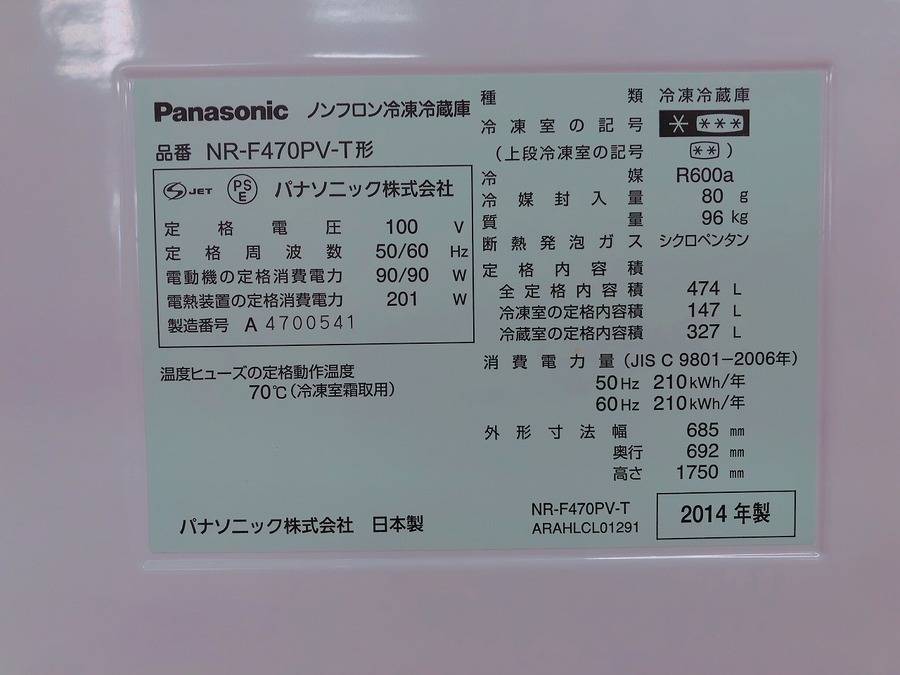 Panasonic ノンフロン冷凍冷蔵庫
品番 NR-F470PV-T形
S JET PS E パナソニック株式会社
定格電圧 100 V
定格周波数 50/60 Hz
電動機の定格消費電力 90/90 W
電熱装置の定格消費電力 201 W
製造番号 A 4700541
温度ヒューズの定格動作温度
70℃(冷凍室霜取用)
パナソニック株式会社 日本製
種類 冷凍冷蔵庫
冷凍室の記号 * ***
(上段冷凍室の記号 ** )
冷媒 R600a
冷媒封入量 80 g
質量 96 kg
断熱発泡ガス シクロペンタン
定格内容積
全定格内容積 474 L
冷凍室の定格内容積 147 L
冷蔵室の定格内容積 327 L
消費電力量(JIS C 9801-2006年)
50Hz 210kWh/年
60Hz 210kWh/年
外形寸法幅 685 mm
奥行 692 mm
高さ 1750 mm
NR-F470PV-T
ARAHLCL01291
2014年製